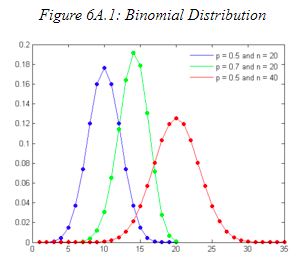 Figure 6A.1: Binomial Distribution
0.2
p = 0.5 and n = 20
0.18
p = 0.7 and n = 20
p = 0.5 and n = 40
0.16
0.14
0.12
0.1
0.08
0.06
0.04
0.02
0
0 5 10 15 20 25 30 35